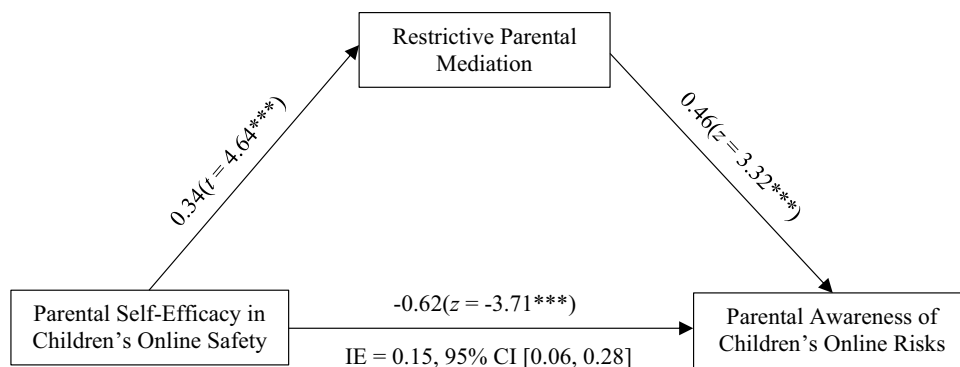 Restrictive Parental
Mediation
0.34(t = 4.64***)
0.46(z = 3.32***)
Parental Self-Efficacy in
Children’s Online Safety
-0.62(z = -3.71***)
IE = 0.15, 95% CI [0.06, 0.28]
Parental Awareness of
Children’s Online Risks